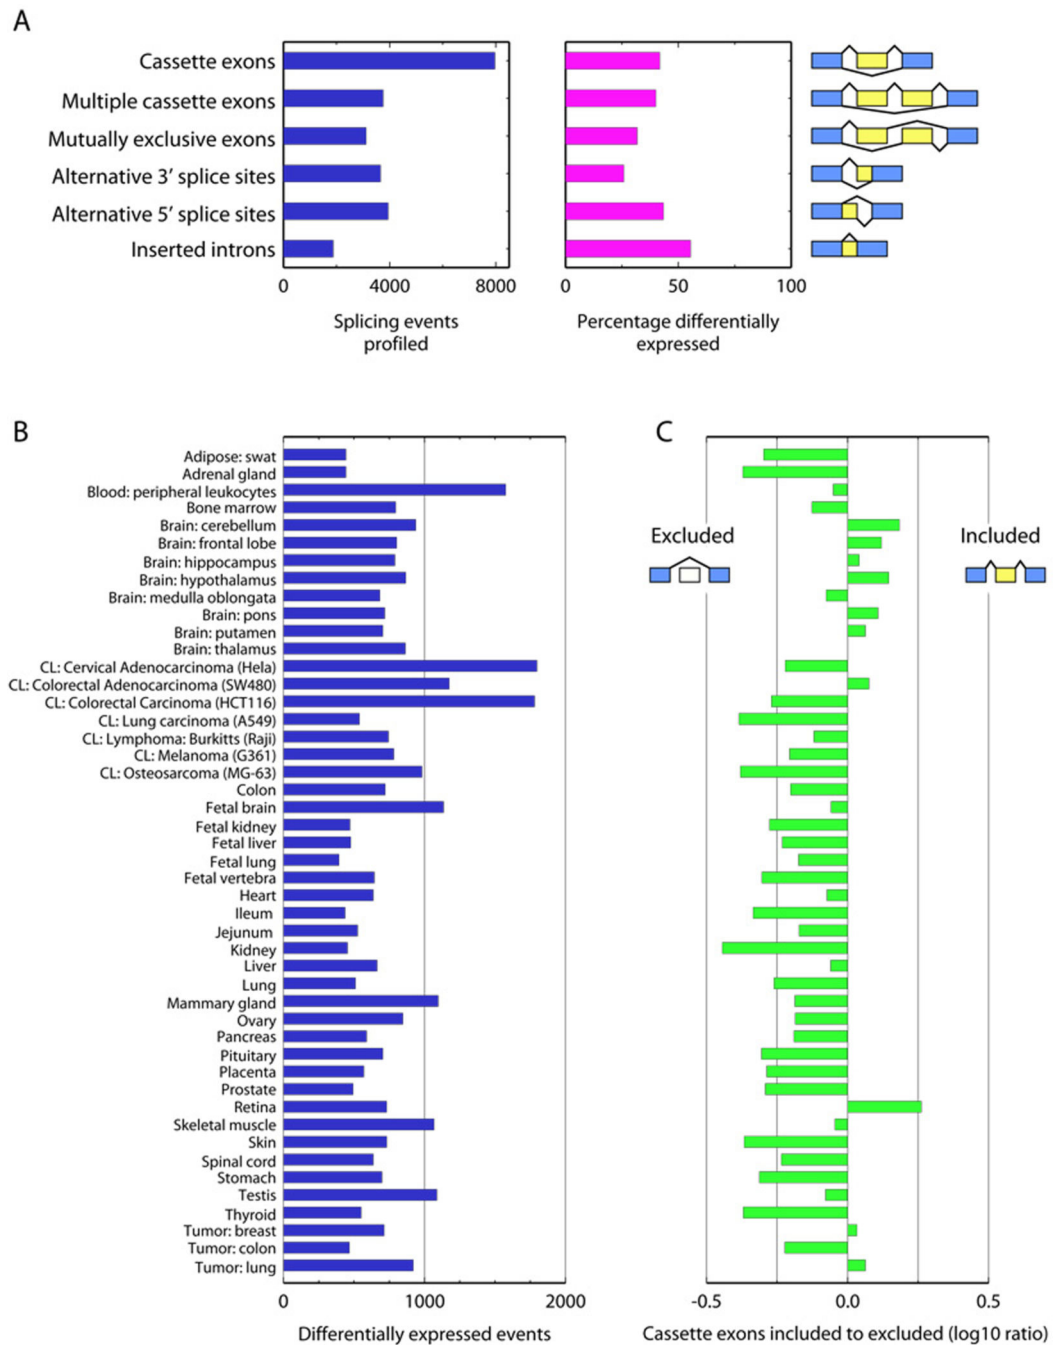 A
Cassette exons
Multiple cassette exons
Mutually exclusive exons
Alternative 3′ splice sites
Alternative 5′ splice sites
Inserted introns
0 4000 8000
0 50 100
Splicing events
profiled
Percentage differentially
expressed
B
Adipose: swat
Adrenal gland
Blood: peripheral leukocytes
Bone marrow
Brain: cerebellum
Brain: frontal lobe
Brain: hippocampus
Brain: hypothalamus
Brain: medulla oblongata
Brain: pons
Brain: putamen
Brain: thalamus
CL: Cervical Adenocarcinoma (Hela)
CL: Colorectal Adenocarcinoma (SW480)
CL: Colorectal Carcinoma (HCT116)
CL: Lung carcinoma (A549)
CL: Lymphoma: Burkitts (Raji)
CL: Melanoma (G361)
CL: Osteosarcoma (MG-63)
Colon
Fetal brain
Fetal kidney
Fetal liver
Fetal lung
Fetal vertebra
Heart
Ileum
Jejunum
Kidney
Liver
Lung
Mammary gland
Ovary
Pancreas
Pituitary
Placenta
Prostate
Retina
Skeletal muscle
Skin
Spinal cord
Stomach
Testis
Thyroid
Tumor: breast
Tumor: colon
Tumor: lung
0 1000 2000
Differentially expressed events
C
Excluded
Included
-0.5 0.0 0.5
Cassette exons included to excluded (log10 ratio)